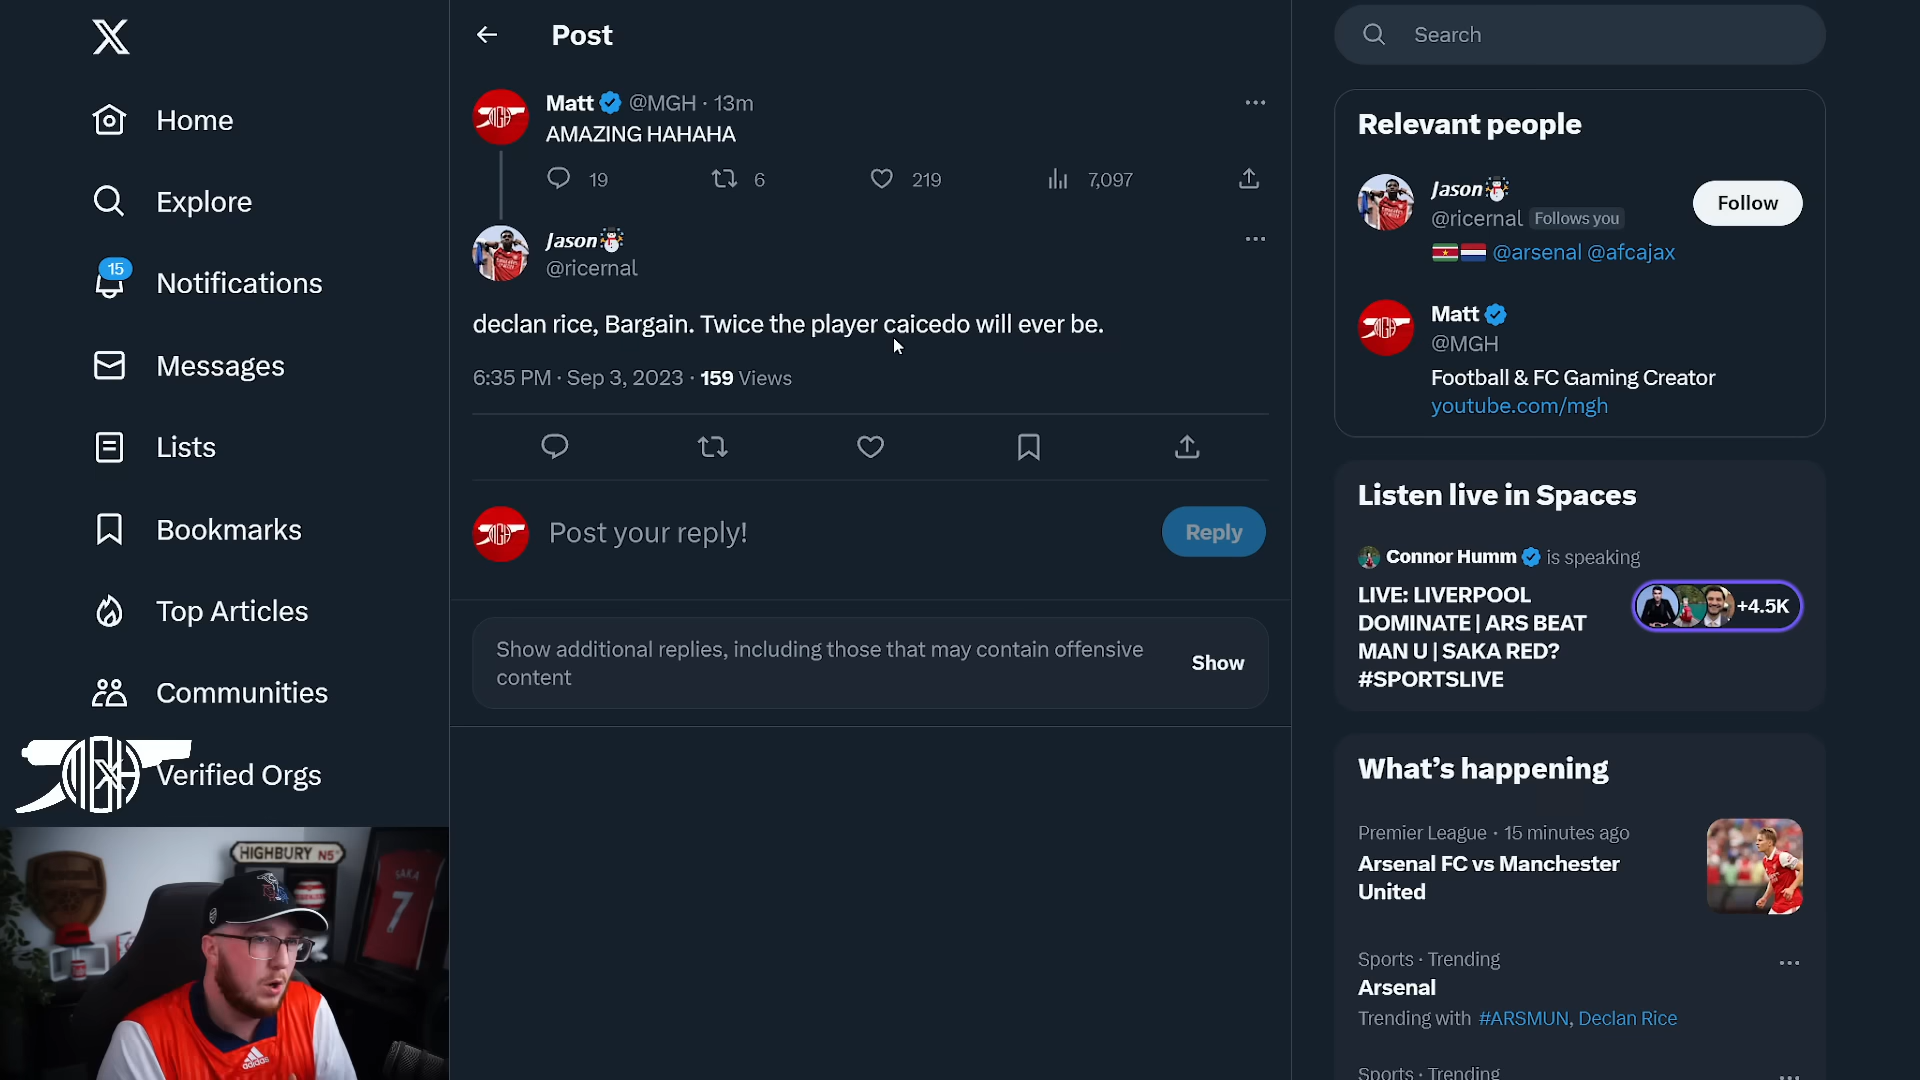 X
Home
Explore
15
Notifications
Messages
Lists
Bookmarks
Top Articles
Communities
Verified Orgs
Post
Matt @MGH · 13m
AMAZING HAHAHA
19 6 219 7,097
Jason
@ricernal
declan rice, Bargain. Twice the player caicedo will ever be.
6:35 PM · Sep 3, 2023 · 159 Views
Post your reply!
Reply
Show additional replies, including those that may contain offensive
content
Show
Search
Relevant people
Jason
@ricernal Follows you
Follow
@arsenal @afcajax
Matt
@MGH
Football & FC Gaming Creator
youtube.com/mgh
Listen live in Spaces
Connor Humm is speaking
LIVE: LIVERPOOL
DOMINATE | ARS BEAT
MAN U | SAKA RED?
#SPORTSLIVE
+4.5K
What's happening
Premier League · 15 minutes ago
Arsenal FC vs Manchester
United
Sports · Trending
Arsenal
Trending with #ARSMUN, Declan Rice
Sports · Trending
HIGHBURY N5
SAKA
7
adidas